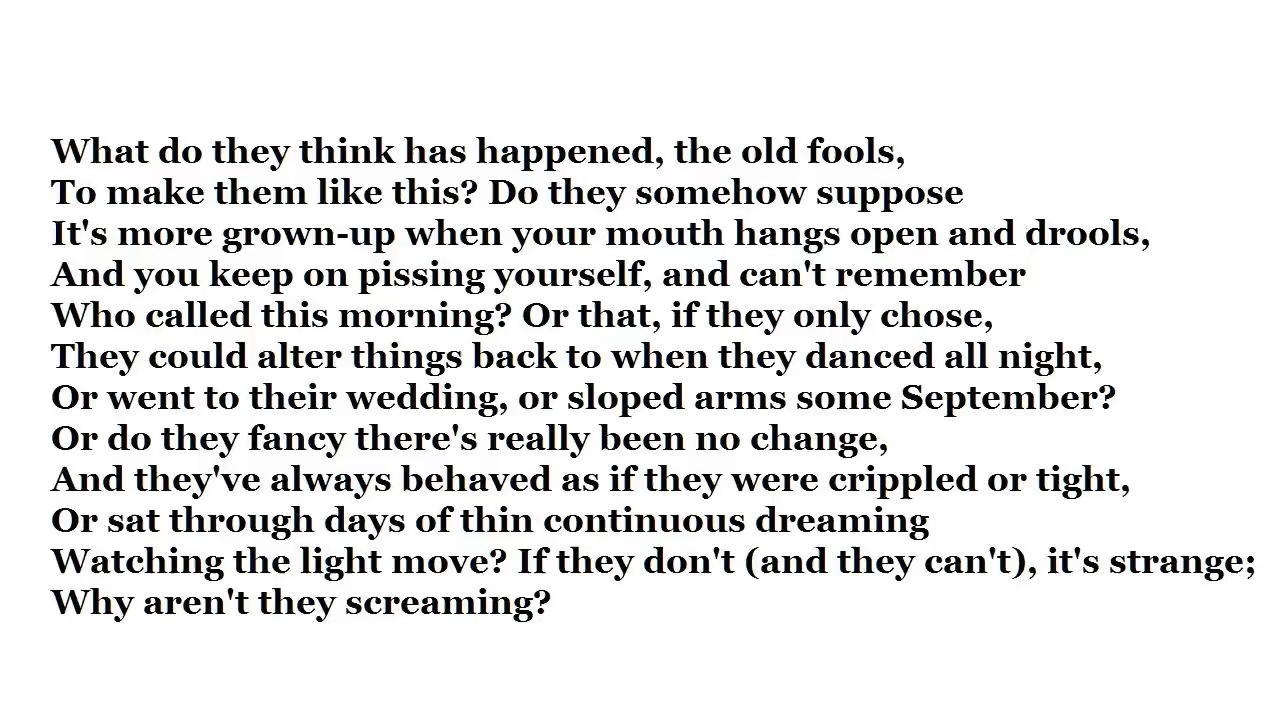 What do they think has happened, the old fools,
To make them like this? Do they somehow suppose
It's more grown-up when your mouth hangs open and drools,
And you keep on pissing yourself, and can't remember
Who called this morning? Or that, if they only chose,
They could alter things back to when they danced all night,
Or went to their wedding, or sloped arms some September?
Or do they fancy there's really been no change,
And they've always behaved as if they were crippled or tight,
Or sat through days of thin continuous dreaming
Watching the light move? If they don't (and they can't), it's strange;
Why aren't they screaming?